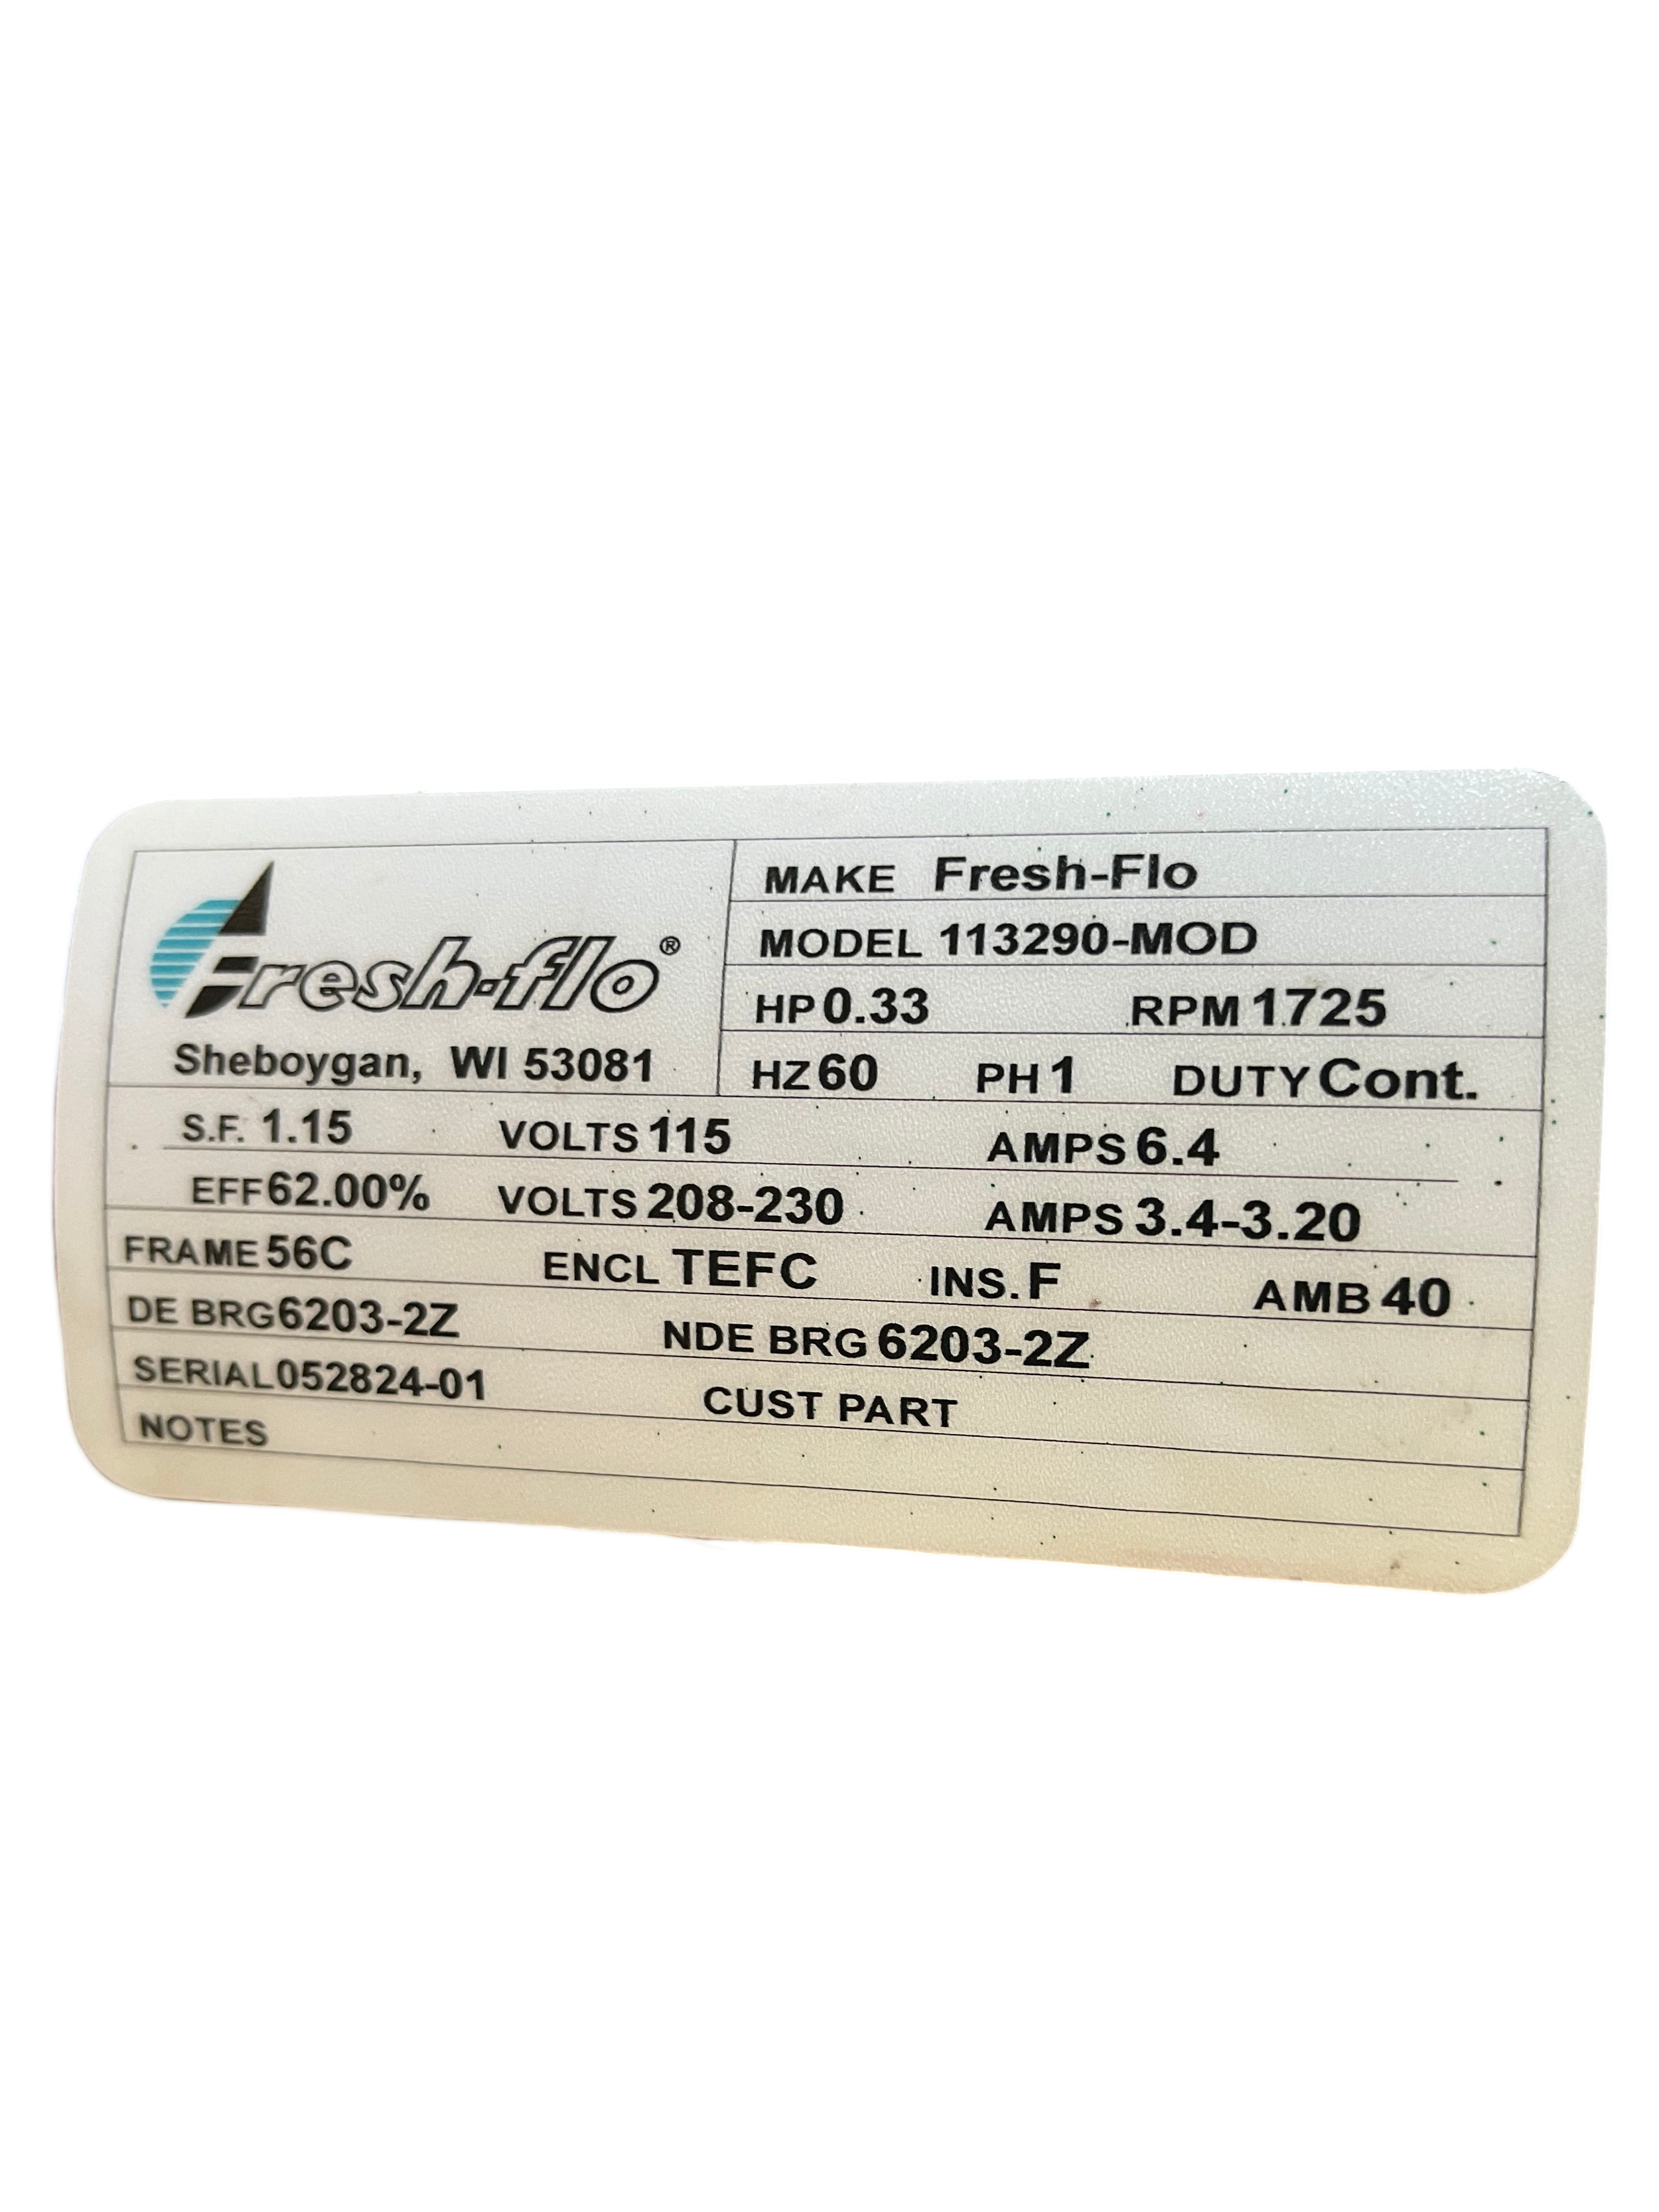 Fresh-flo®
Sheboygan, WI 53081
MAKE Fresh-Flo
MODEL 113290-MOD
HP 0.33 RPM 1725
HZ 60 PH 1 DUTY Cont.
S.F. 1.15 VOLTS 115 AMPS 6.4
EFF 62.00% VOLTS 208-230 AMPS 3.4-3.20
FRAME 56C ENCL TEFC INS. F AMB 40
DE BRG 6203-2Z NDE BRG 6203-2Z
SERIAL 052824-01 CUST PART
NOTES